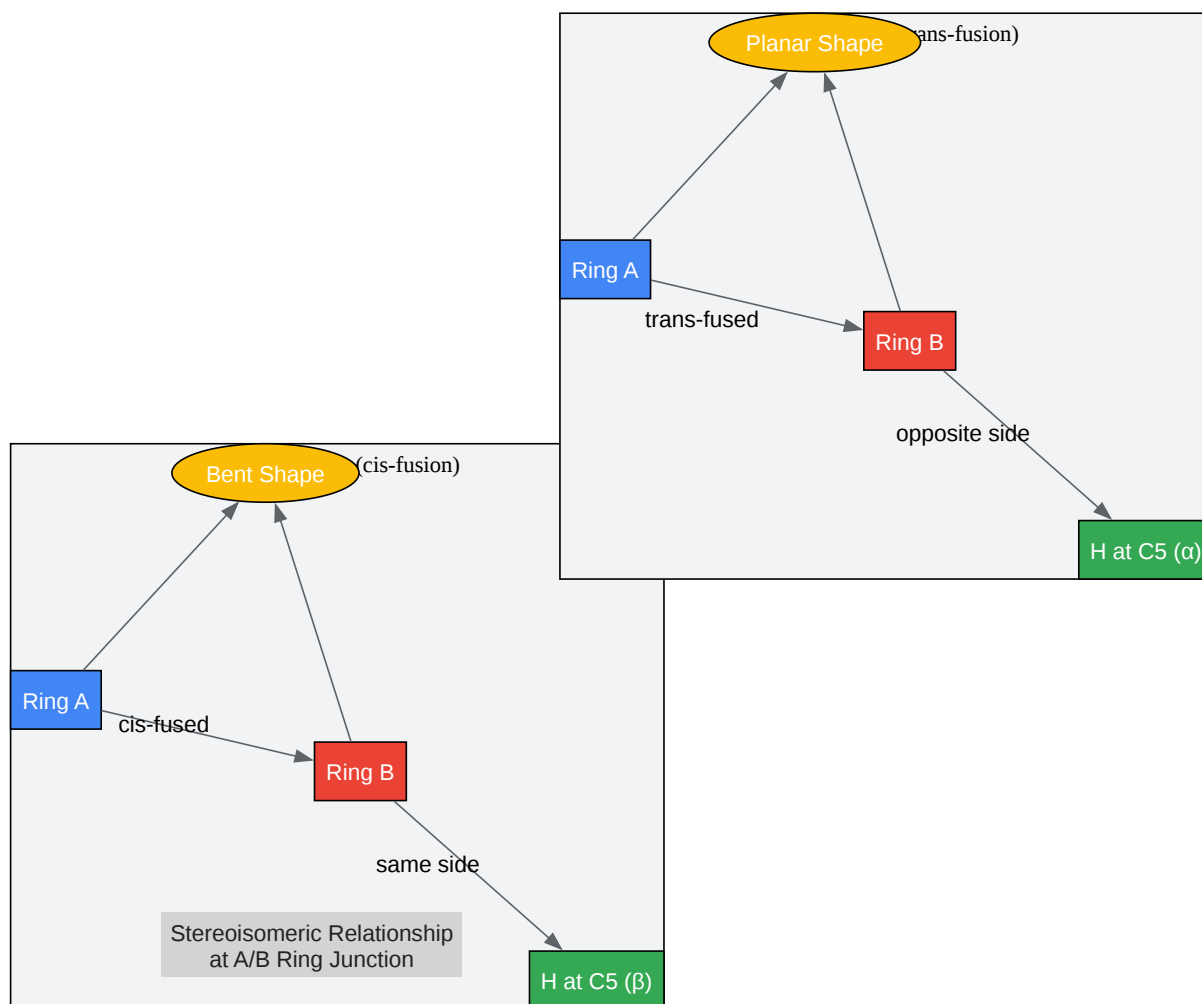 Planar Shape
rans-fusion)
Ring A
trans-fused
Ring B
opposite side
H at C5 (α)
Bent Shape
(cis-fusion)
Ring A
cis-fused
Ring B
same side
Stereoisomeric Relationship
at A/B Ring Junction
H at C5 (β)